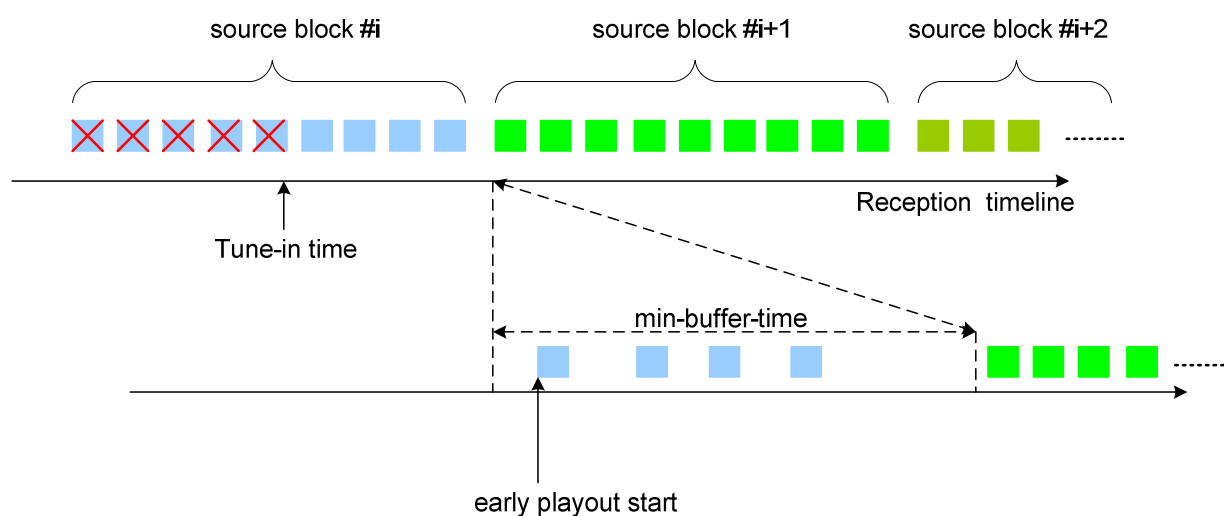 source block #i
source block #i+1
source block #i+2
Reception timeline
Tune-in time
min-buffer-time
early playout start